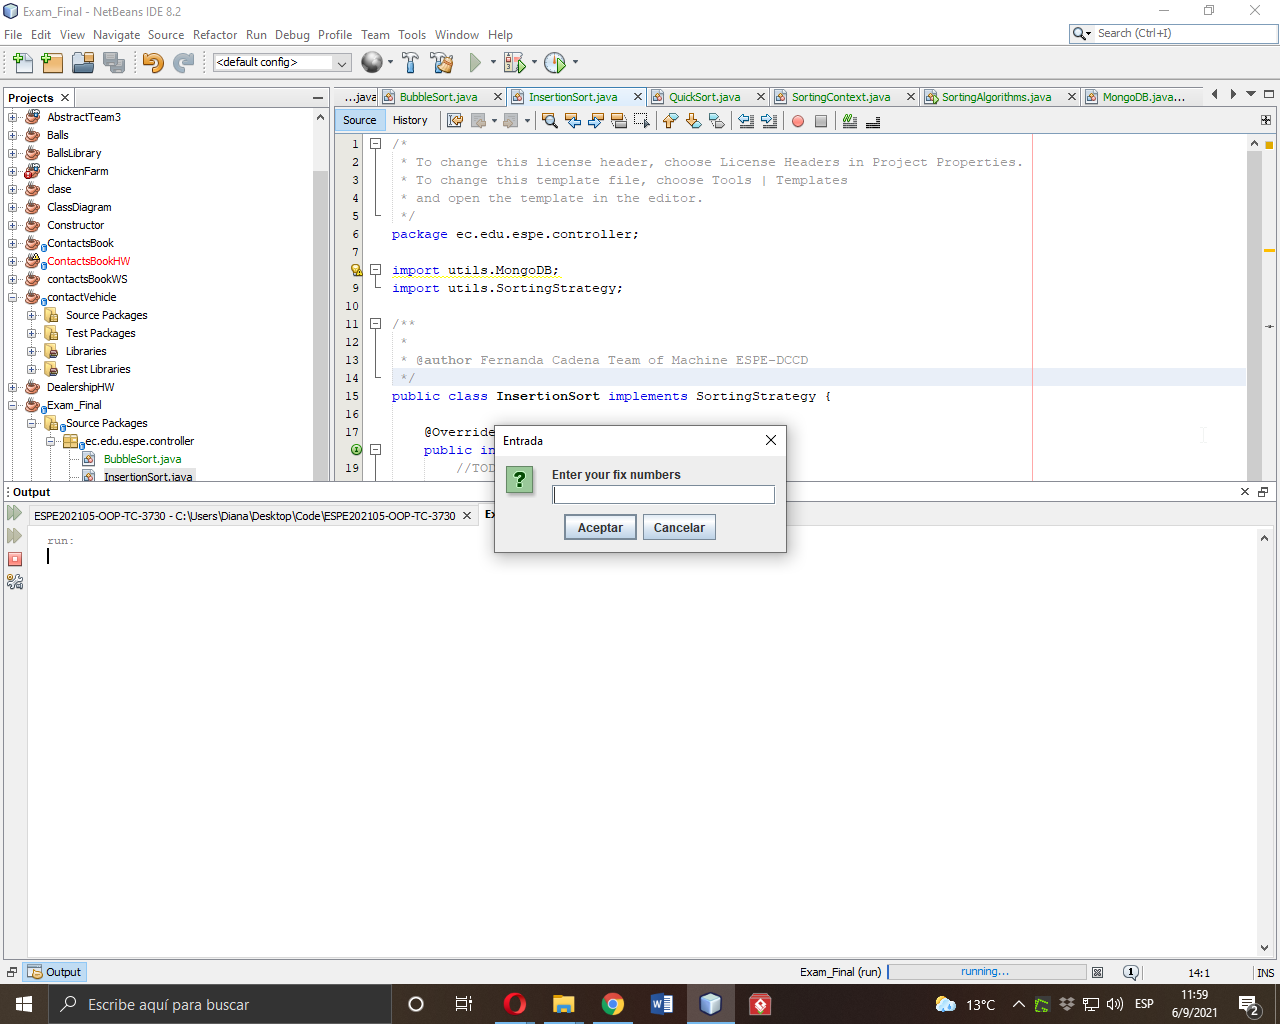 Exam_Final - NetBeans IDE 8.2
File Edit View Navigate Source Refactor Run Debug Profile Team Tools Window Help
Search (Ctrl+I)
<default config>
Projects
AbstractTeam3
Balls
BallsLibrary
ChickenFarm
clase
ClassDiagram
Constructor
ContactsBook
ContactsBookHW
contactsBookWS
contactVehicle
Source Packages
Test Packages
Libraries
Test Libraries
DealershipHW
Exam_Final
Source Packages
ec.edu.espe.controller
BubbleSort.java
InsertionSort.java
...java BubbleSort.java InsertionSort.java QuickSort.java SortingContext.java SortingAlgorithms.java MongoDB.java...
Source History
1 /*
2 * To change this license header, choose License Headers in Project Properties.
3 * To change this template file, choose Tools | Templates
4 * and open the template in the editor.
5 */
6 package ec.edu.espe.controller;
7
import utils.MongoDB;
9 import utils.SortingStrategy;
10
11 /**
12 *
13 * @author Fernanda Cadena Team of Machine ESPE-DCCD
14 */
15 public class InsertionSort implements SortingStrategy {
16
17 @Override
public in
19 //TOD
Entrada
Enter your fix numbers
Aceptar Cancelar
Output
ESPE202105-OOP-TC-3730 - C:\Users\Diana\Desktop\Code\ESPE202105-OOP-TC-3730
run:
Output
Exam_Final (run) running... 1 14:1 INS
Escribe aquí para buscar
13°C
ESP
11:59
6/9/2021
2